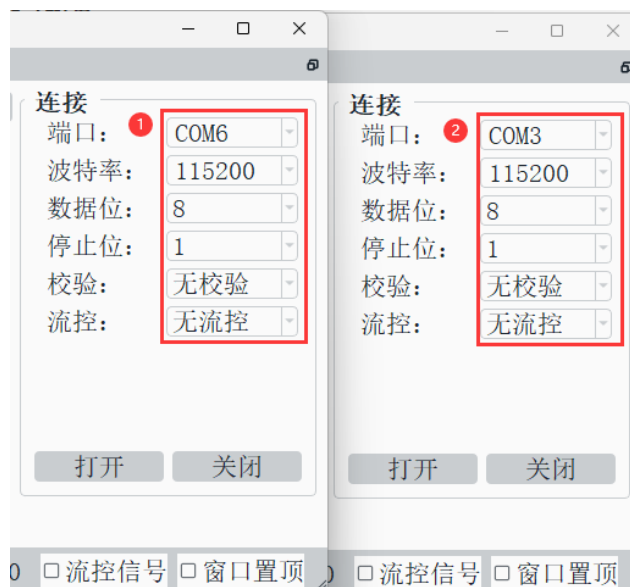 连接
端口： 1 COM6
波特率： 115200
数据位： 8
停止位： 1
校验： 无校验
流控： 无流控
打开 关闭
0 流控信号 窗口置顶
连接
端口： 2 COM3
波特率： 115200
数据位： 8
停止位： 1
校验： 无校验
流控： 无流控
打开 关闭
流控信号 窗口置顶